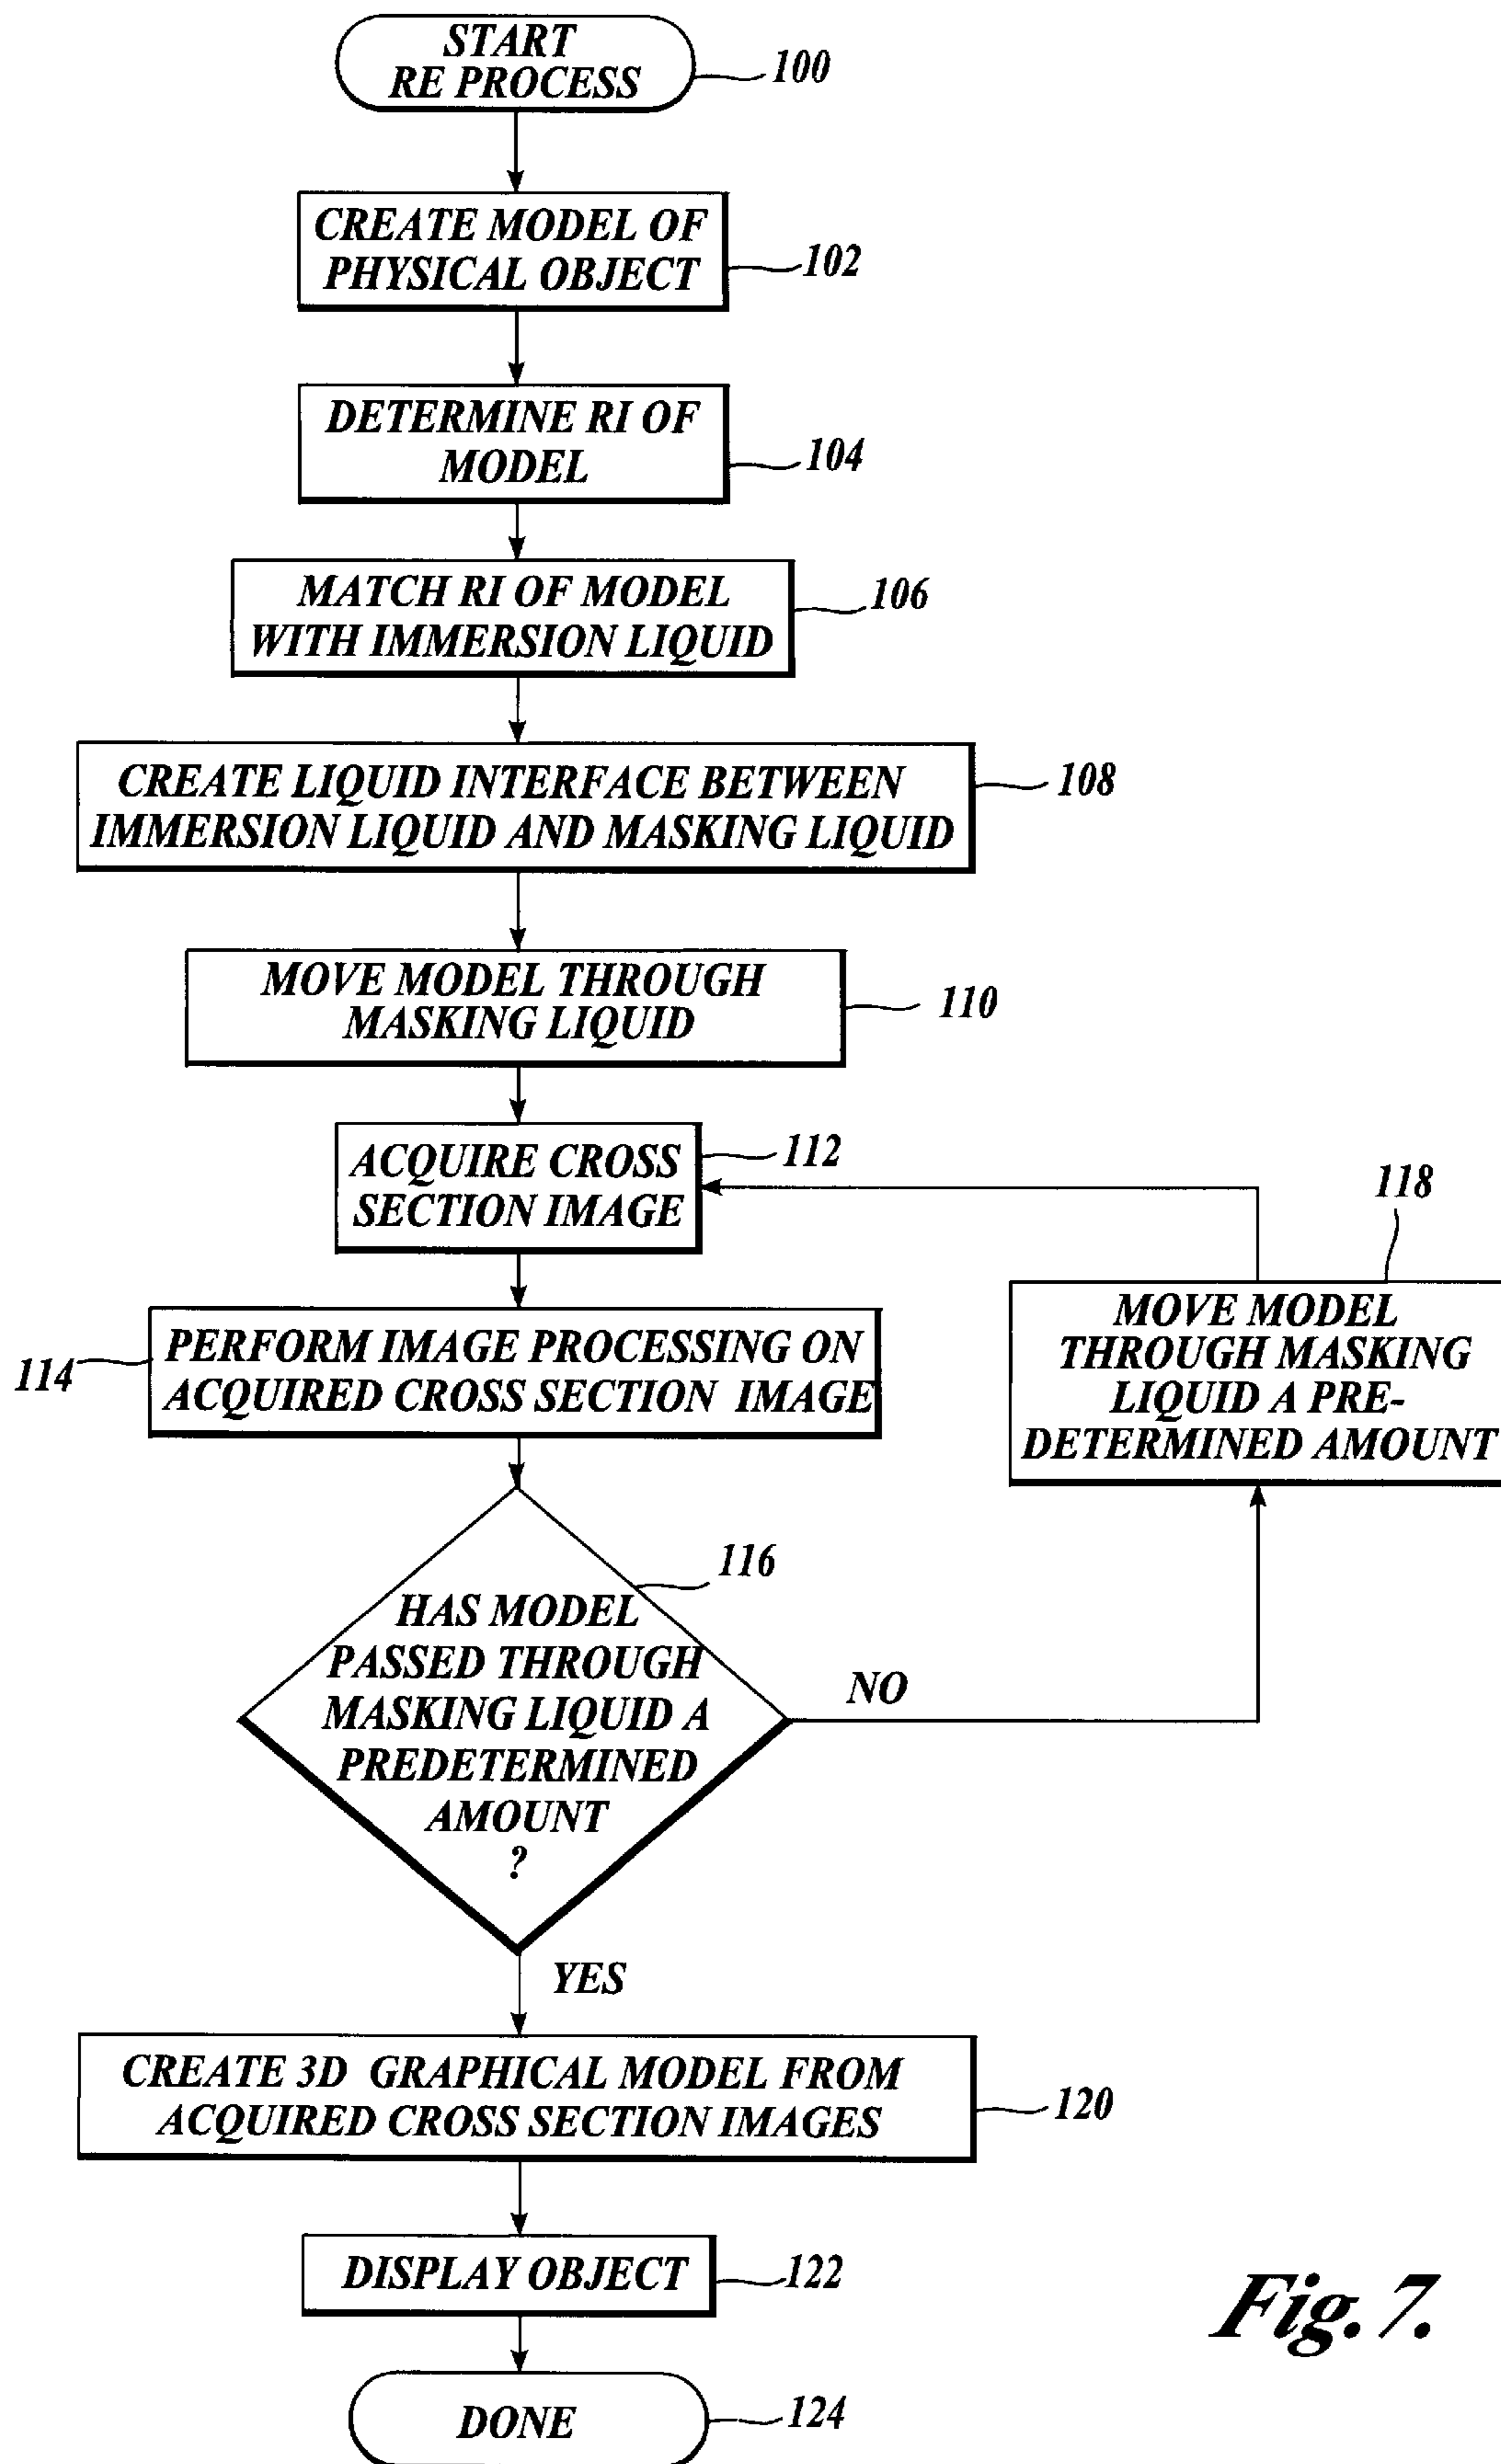 START
RE PROCESS
100
CREATE MODEL OF
PHYSICAL OBJECT
102
DETERMINE RI OF
MODEL
104
MATCH RI OF MODEL
WITH IMMERSION LIQUID
106
CREATE LIQUID INTERFACE BETWEEN
IMMERSION LIQUID AND MASKING LIQUID
108
MOVE MODEL THROUGH
MASKING LIQUID
110
ACQUIRE CROSS
SECTION IMAGE
112
118
MOVE MODEL
THROUGH MASKING
LIQUID A PRE-
DETERMINED AMOUNT
114
PERFORM IMAGE PROCESSING ON
ACQUIRED CROSS SECTION IMAGE
116
HAS MODEL
PASSED THROUGH
MASKING LIQUID A
PREDETERMINED
AMOUNT
?
NO
YES
CREATE 3D GRAPHICAL MODEL FROM
ACQUIRED CROSS SECTION IMAGES
120
DISPLAY OBJECT
122
DONE
124
Fig. 7.